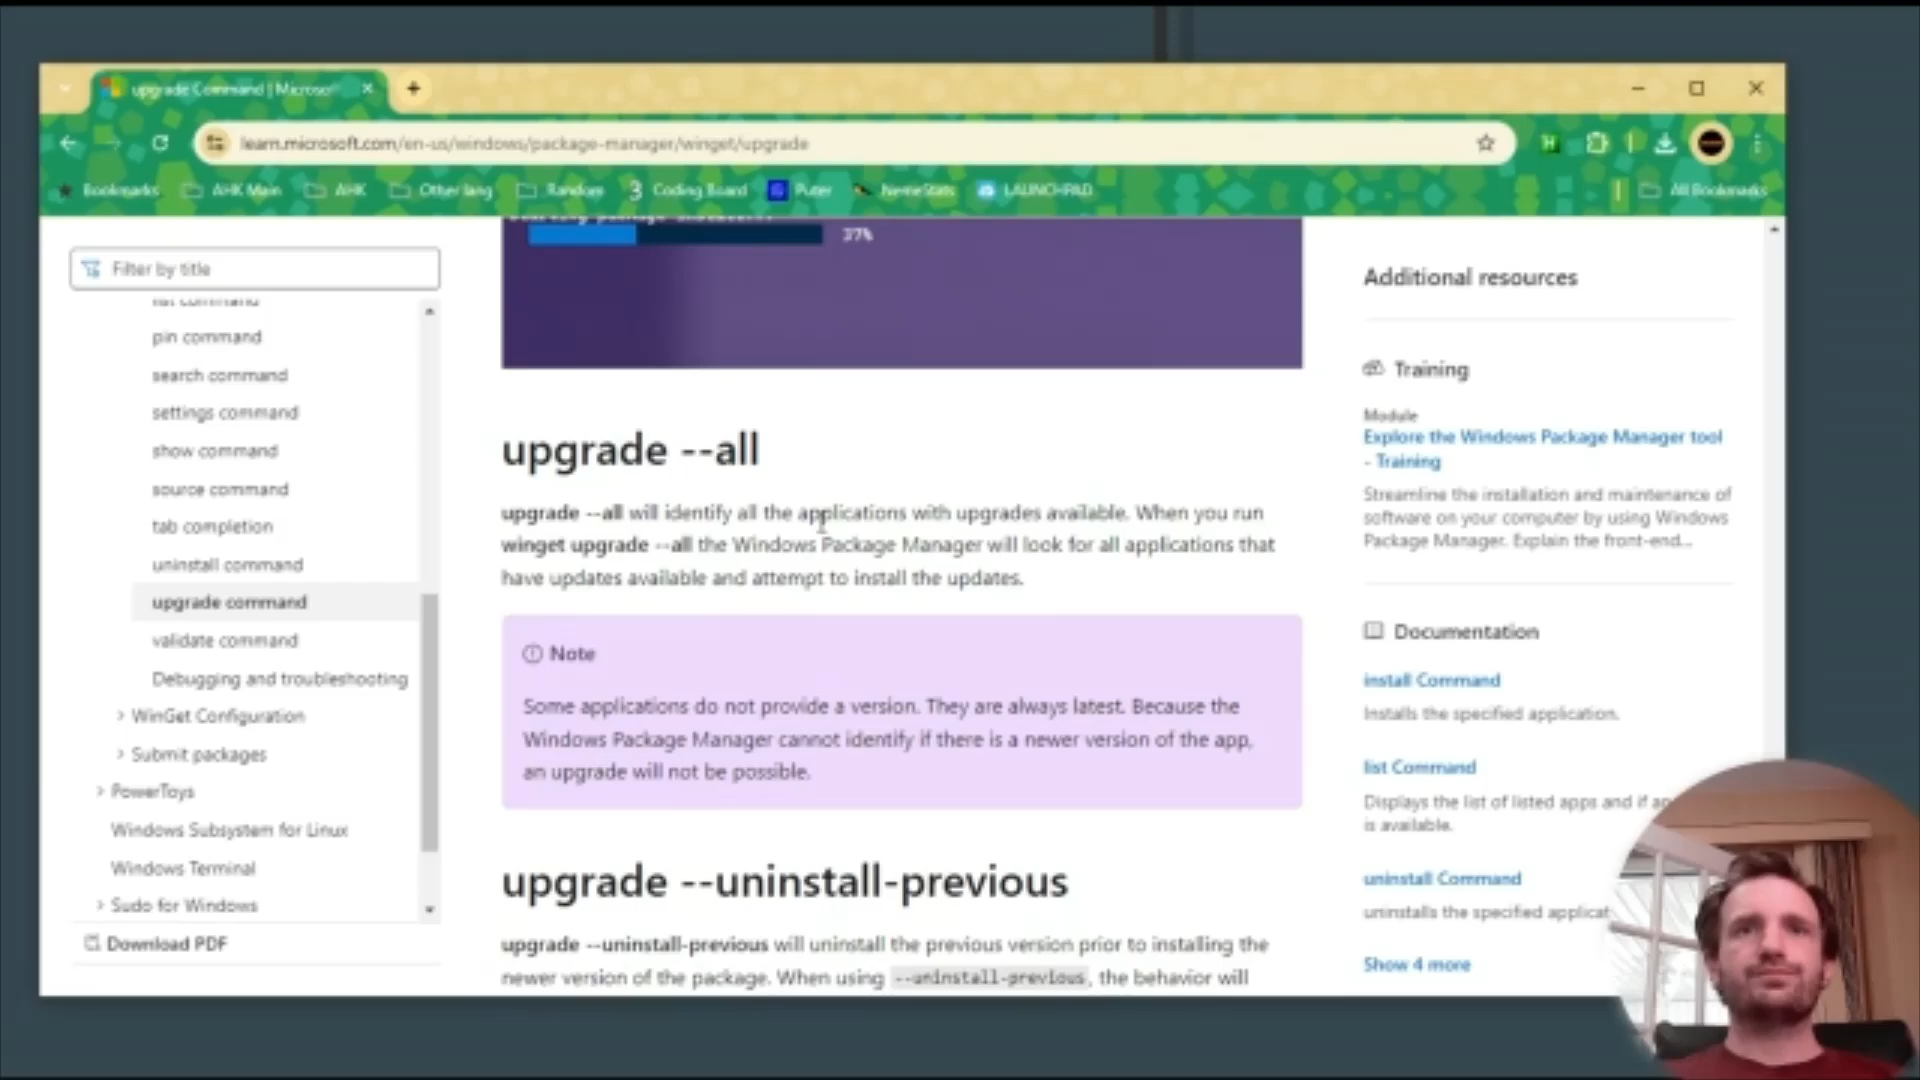 upgrade Command | Microsof
learn.microsoft.com/en-us/windows/package-manager/winget/upgrade
Bookmarks
AHK Main
AHK
Other lang
Random
Coding Board
Puter
NemeStats
LAUNCHPAD
All Bookmarks
Filter by title
list command
pin command
search command
settings command
show command
source command
tab completion
uninstall command
upgrade command
validate command
Debugging and troubleshooting
WinGet Configuration
Submit packages
PowerToys
Windows Subsystem for Linux
Windows Terminal
Sudo for Windows
Download PDF
37%
upgrade --all
upgrade --all will identify all the applications with upgrades available. When you run
winget upgrade --all the Windows Package Manager will look for all applications that
have updates available and attempt to install the updates.
Note
Some applications do not provide a version. They are always latest. Because the
Windows Package Manager cannot identify if there is a newer version of the app,
an upgrade will not be possible.
upgrade --uninstall-previous
upgrade --uninstall-previous will uninstall the previous version prior to installing the
newer version of the package. When using --uninstall-previous, the behavior will
Additional resources
Training
Module
Explore the Windows Package Manager tool
- Training
Streamline the installation and maintenance of
software on your computer by using Windows
Package Manager. Explain the front-end...
Documentation
install Command
Installs the specified application.
list Command
Displays the list of listed apps and if ap
is available.
uninstall Command
uninstalls the specified applicat
Show 4 more